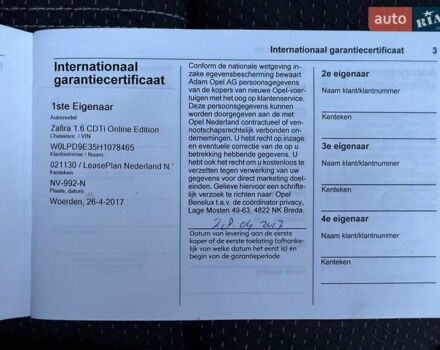 auto RIA
Internationaal garantiecertificaat 3
Internationaal
garantiecertificaat
1ste Eigenaar
Automodel
Zafira 1.6 CDTi Online Edition
Chassisnr. / VIN
W0LPD9E35H1078465
Klantnummer / Naam
021130 / LeasePlan Nederland N.'
Kenteken
NV-992-N
Plaats, datum
Woerden, 26-4-2017
Conform de nationale wetgeving in-
zake egevensbescherming bewaart
Adam Opel AG persoonsgegevens
van de kopers van nieuwe Opel-voer-
tuigen met het oog op klantenservice.
Deze persoonsgegevens kunnen
worden doorgegeven aan de met
Opel Nederland contractueel of ven-
nootschapsrechtelijk verbonden on-
dernemingen. U hebt recht op inzage
en eventuele correctie van de op u
betrekking hebbende gegevens. U
hebt ook het recht om u kosteloos te
verzetten tegen verwerking van uw
gegevens voor direct marketing doel-
einden. Gelieve hiervoor een schrifte-
lijk verzoek te richten naar: Opel
Benelux t.a.v. de coördinator privacy,
Lage Mosten 49-63, 4822 NK Breda.
28 04 2017
Datum van levering aan de eerste
koper of de eerste toelating (afhanke-
lijk van welke datum het eerst is) en
begin van de garantieperiode
2e eigenaar
Naam klant/klantnummer
Kenteken
3e eigenaar
Naam klant/klantnummer
Kenteken
4e eigenaar
Naam klant/klantnummer
Kenteken